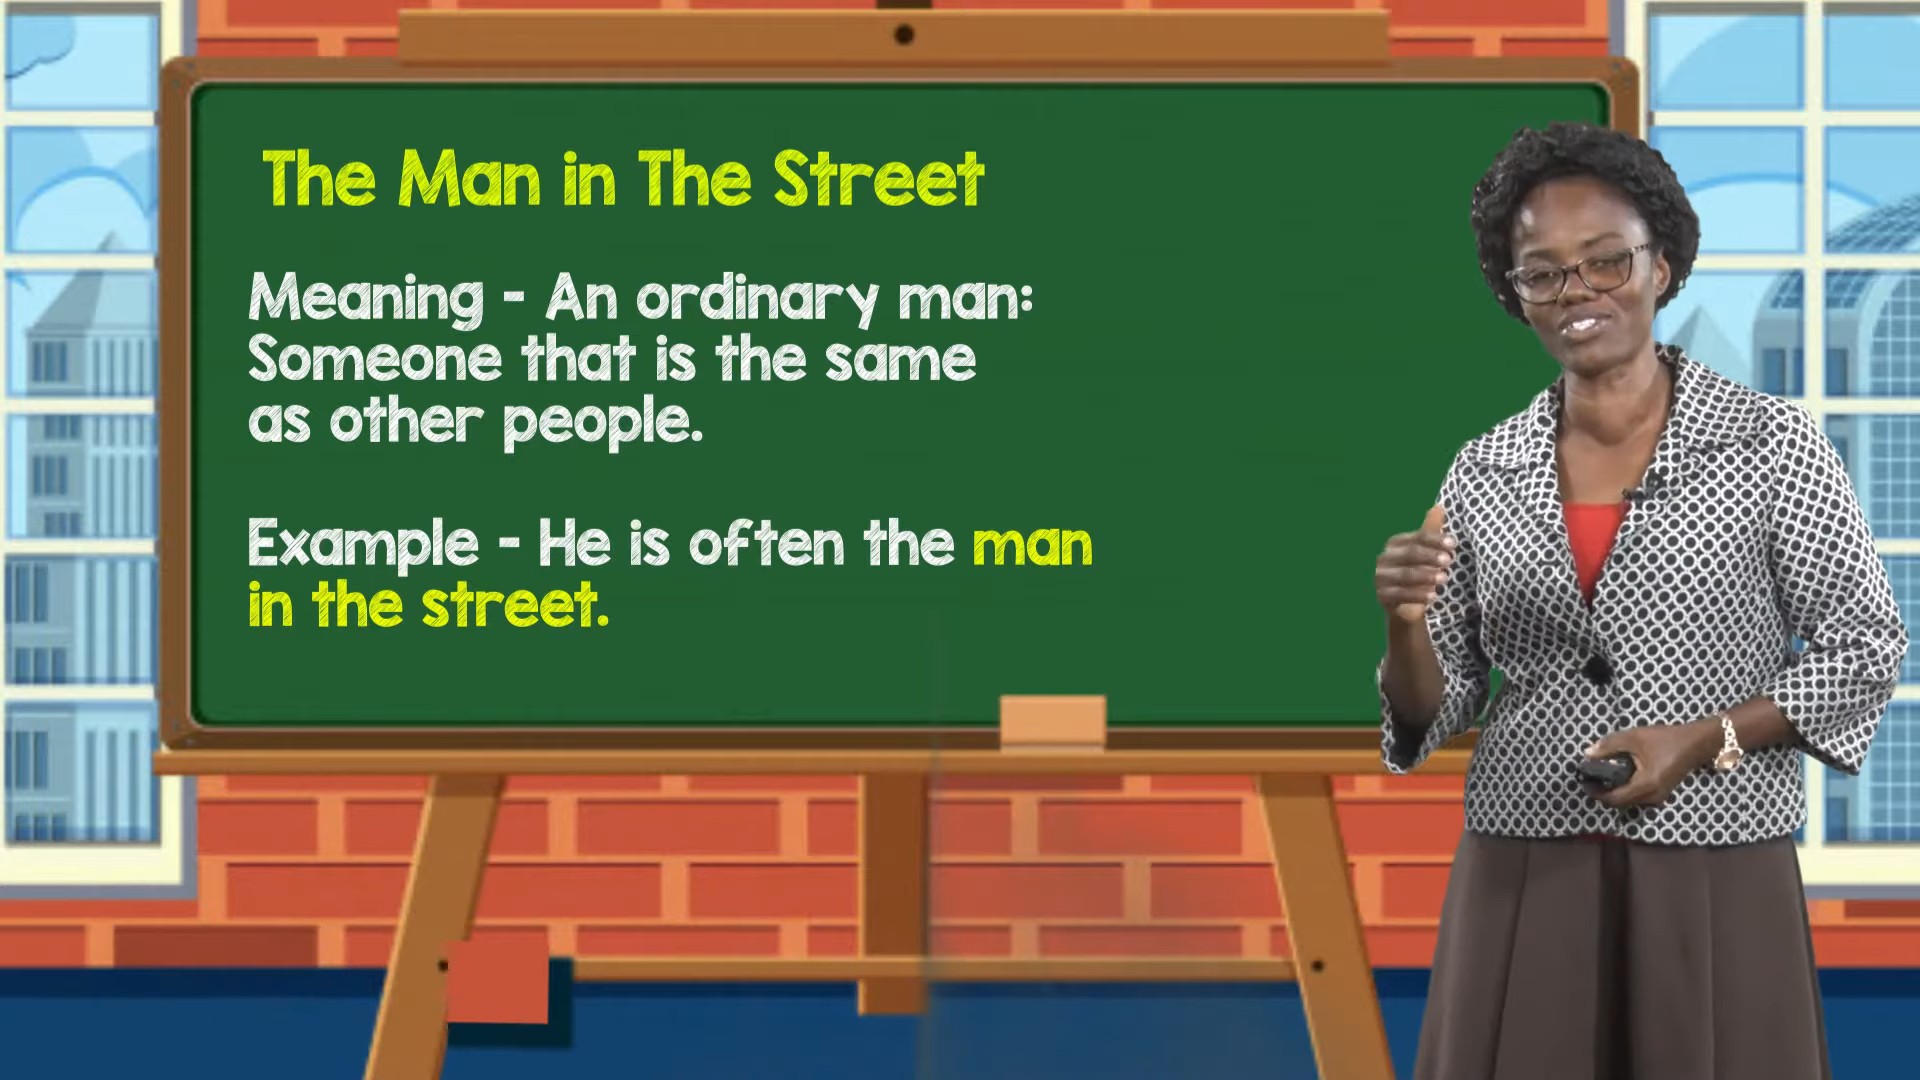 The Man in The Street
Meaning - An ordinary man:
Someone that is the same
as other people.
Example - He is often the man
in the street.